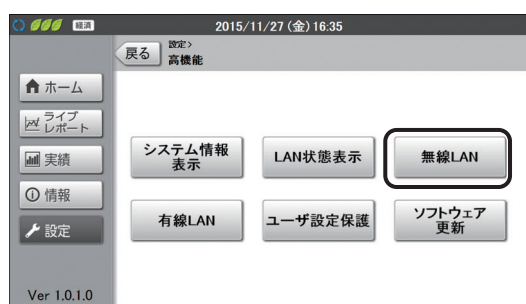 経済
2015/11/27 (金) 16:35
戻る
設定>
高機能
ホーム
ライブ
レポート
実績
情報
設定
システム情報
表示
LAN状態表示
無線LAN
有線LAN
ユーザ設定保護
ソフトウェア
更新
Ver 1.0.1.0